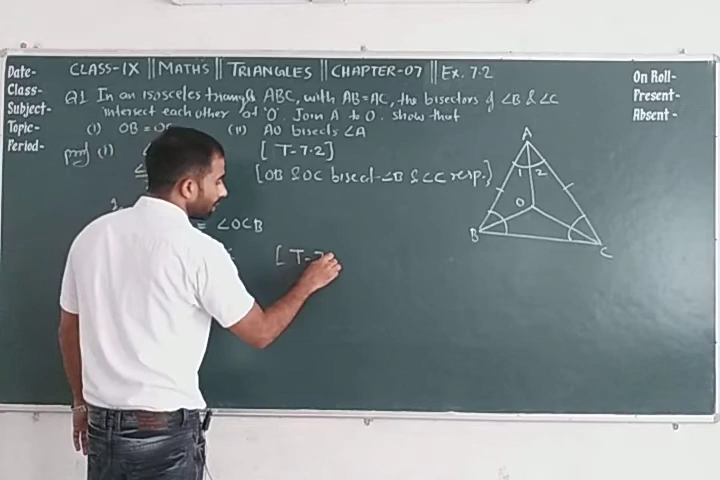 Date-
Class-
Subject-
Topic-
Period-
CLASS-IX || MATHS || TRIANGLES || CHAPTER-07 || Ex. 7.2
On Roll-
Present-
Absent -
Q1 In an isosceles triangle ABC, with AB=AC, the bisectors of ∠B & ∠C
intersect each other at 'O'. Join A to O. show that
(i) OB = OC (ii) AO bisects ∠A
proof (i) [T-7.2]
[OB & OC bisect ∠B & ∠C resp.]
= ∠OCB
[T-7
A
1 2
O
B
C